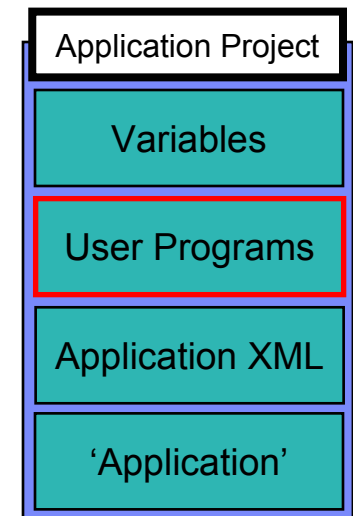 Application Project
Variables
User Programs
Application XML
‘Application’